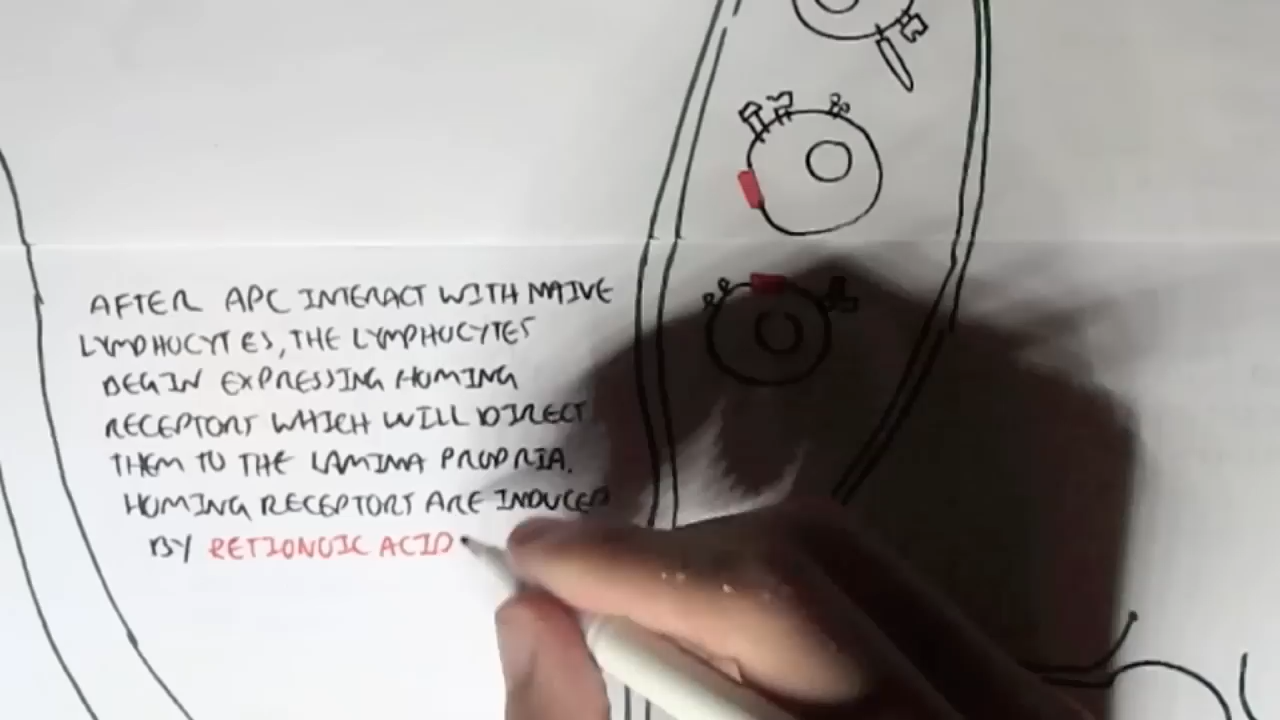 AFTER APC INTERACT WITH NAIVE
LYMPHOCYTES, THE LYMPHOCYTES
BEGIN EXPRESSING HOMING
RECEPTORS WHICH WILL DIRECT
THEM TO THE LAMINA PROPRIA.
HOMING RECEPTORS ARE INDUCED
BY RETIONOIC ACID